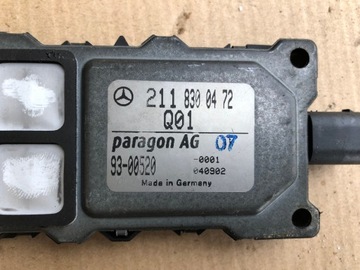 211 830 04 72
Q01
paragon AG 07
93-00520 -0001
040902
Made in Germany